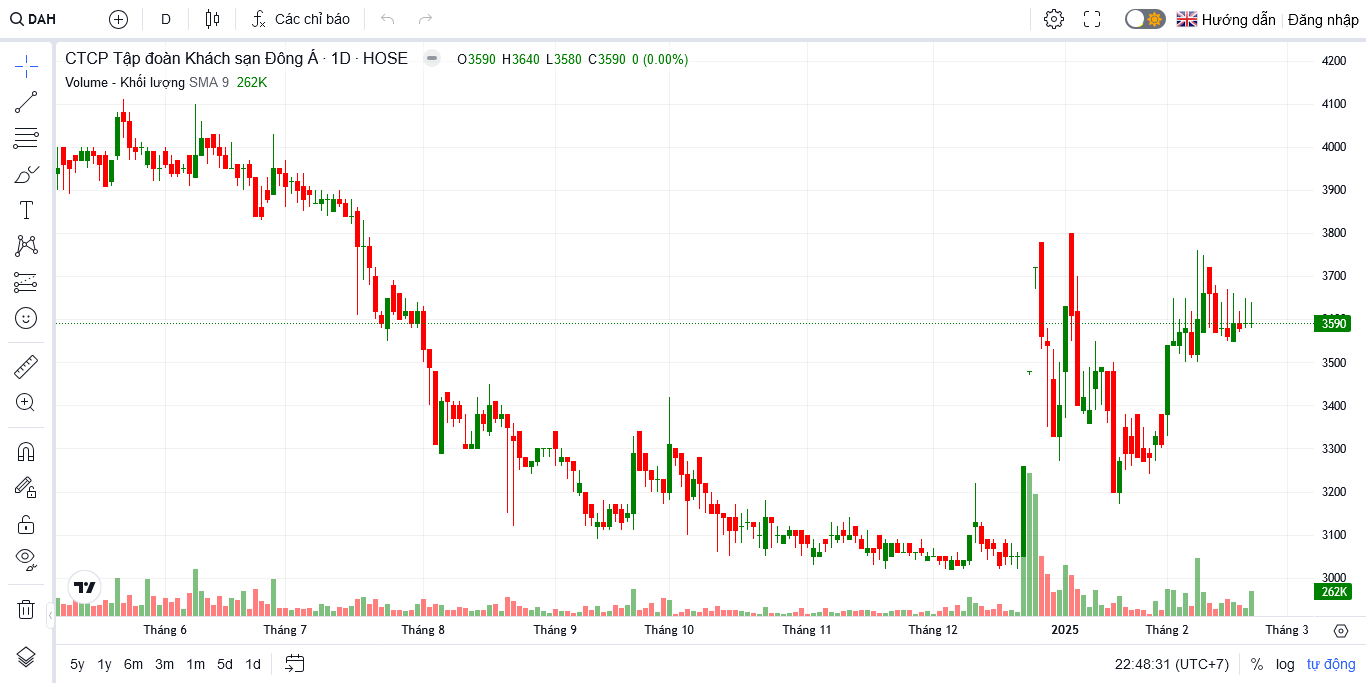 DAH D Các chỉ báo Hướng dẫn Đăng nhập
CTCP Tập đoàn Khách sạn Đông Á · 1D · HOSE O3590 H3640 L3580 C3590 0 (0.00%)
Volume - Khối lượng SMA 9 262K
4200
4100
4000
3900
3800
3700
3590
3500
3400
3300
3200
3100
3000
262K
Tháng 6 Tháng 7 Tháng 8 Tháng 9 Tháng 10 Tháng 11 Tháng 12 2025 Tháng 2 Tháng 3
5y 1y 6m 3m 1m 5d 1d 22:48:31 (UTC+7) % log tự động